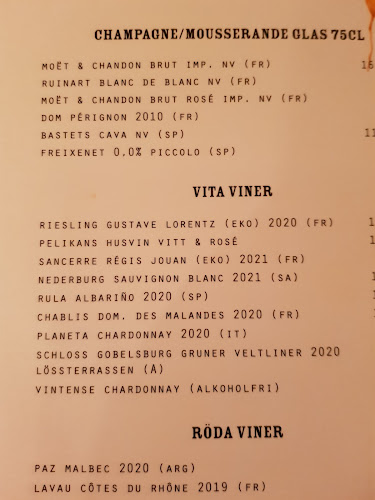 CHAMPAGNE/MOUSSERANDE GLAS 75CL
MOËT & CHANDON BRUT IMP. NV (FR)
RUINART BLANC DE BLANC NV (FR)
MOËT & CHANDON BRUT ROSÉ IMP. NV (FR)
DOM PÉRIGNON 2010 (FR)
BASTETS CAVA NV (SP)
FREIXENET 0,0% PICCOLO (SP)
VITA VINER
RIESLING GUSTAVE LORENTZ (EKO) 2020 (FR)
PELIKANS HUSVIN VITT & ROSÉ
SANCERRE RÉGIS JOUAN (EKO) 2021 (FR)
NEDERBURG SAUVIGNON BLANC 2021 (SA)
RULA ALBARIÑO 2020 (SP)
CHABLIS DOM. DES MALANDES 2020 (FR)
PLANETA CHARDONNAY 2020 (IT)
SCHLOSS GOBELSBURG GRUNER VELTLINER 2020
LÖSSTERRASSEN (A)
VINTENSE CHARDONNAY (ALKOHOLFRI)
RÖDA VINER
PAZ MALBEC 2020 (ARG)
LAVAU CÔTES DU RHÔNE 2019 (FR)